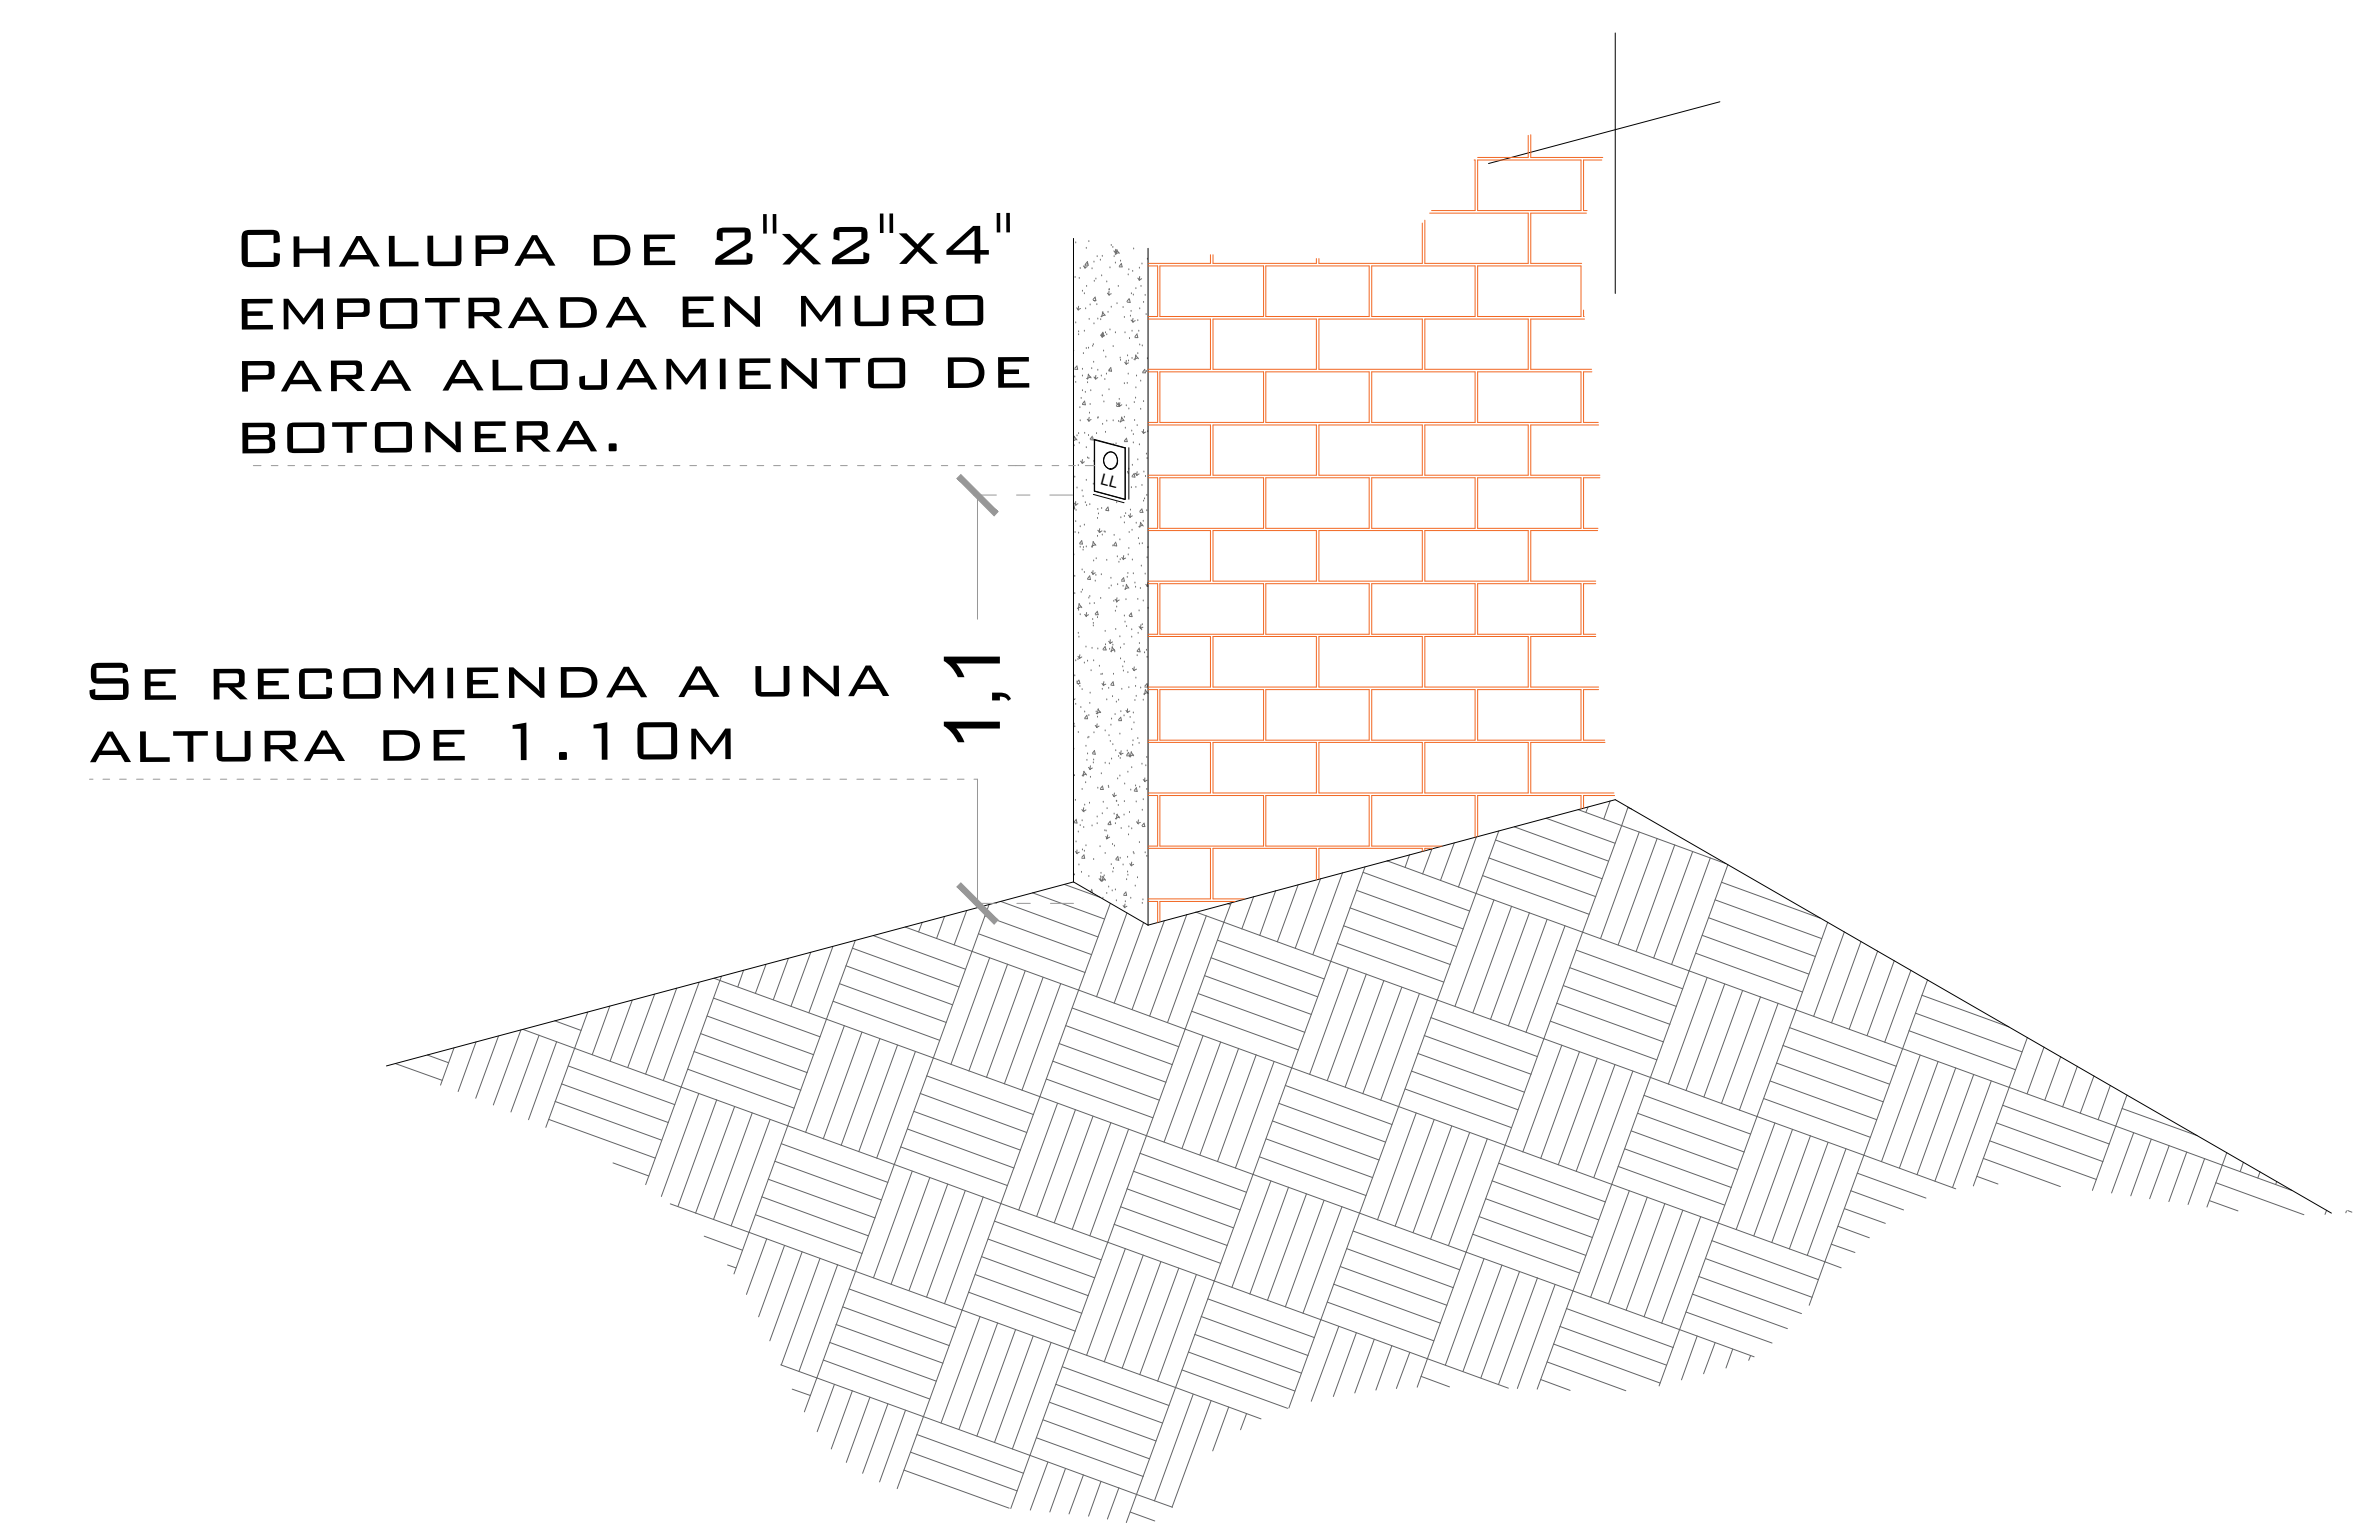 Chalupa de 2"x2"x4"
empotrada en muro
para alojamiento de
botonera.
Se recomienda a una
altura de 1.10m
1,1